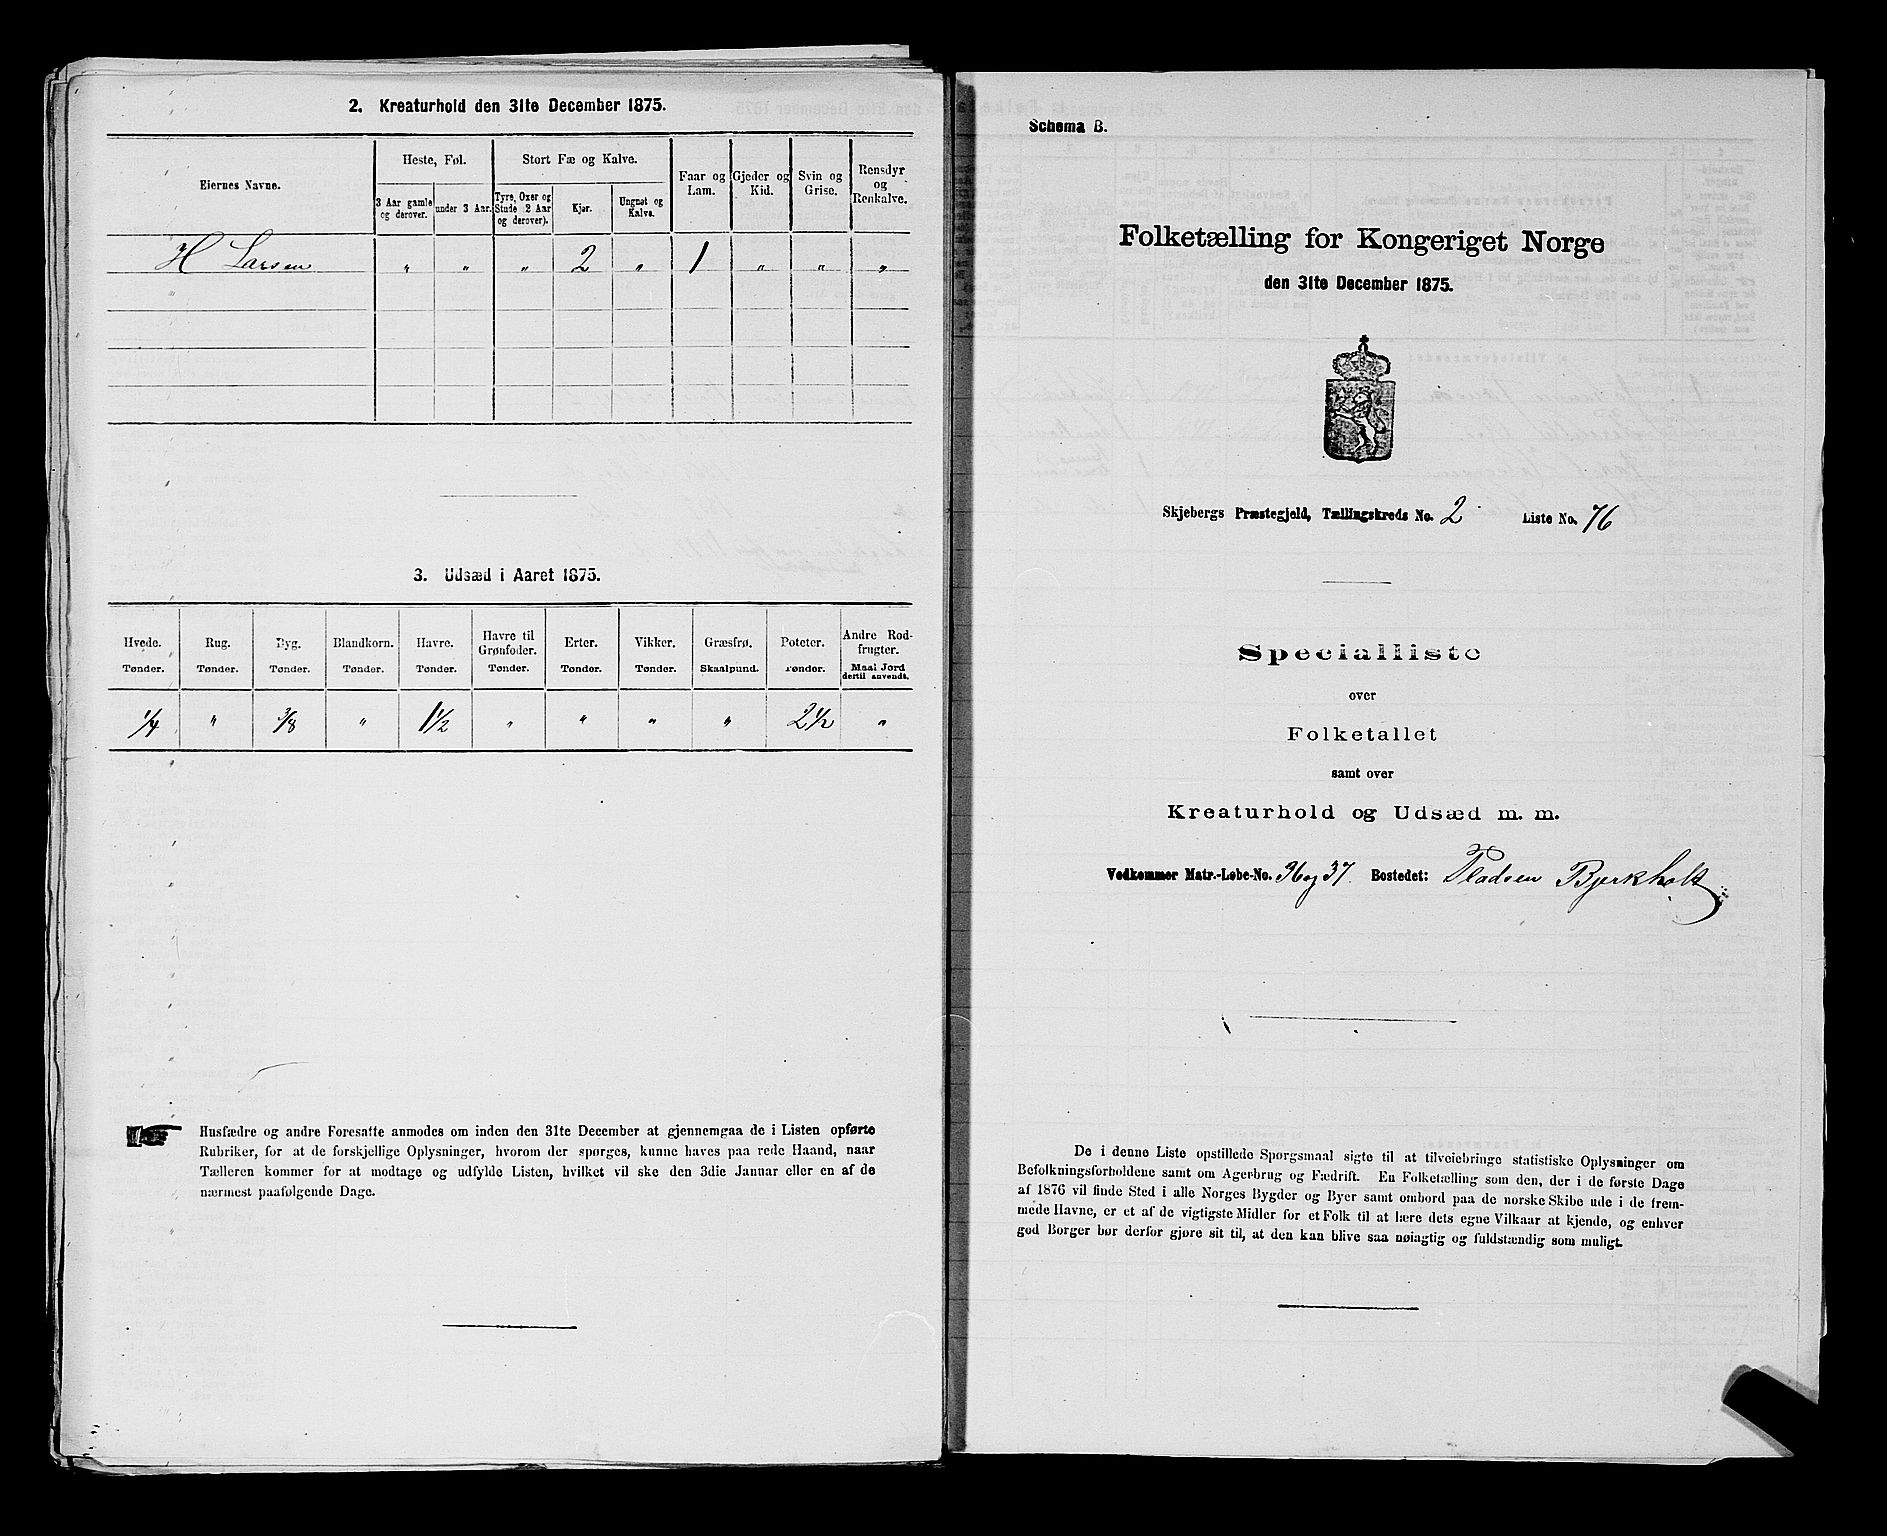 2. Kreaturhold den 31te December 1875.
Eiernes Navne.
Heste, Føl.
Stort Fæ og Kalve.
Faar og Lam.
Gjeder og Kid.
Svin og Grise.
Rensdyr og Renkalve.
3 Aar gamle og derover.
under 3 Aar.
Tyre, Oxer og Stude (2 Aar og derover).
Kjør.
Ungnøt og Kalve.
H Larsen " " " 2 " 1 " " "
3. Udsæd i Aaret 1875.
Hvede. Rug. Byg. Blandkorn. Havre. Havre til Grønfoder. Erter. Vikker. Græsfrø. Poteter. Andre Rodfrugter.
Tønder. Tønder. Tønder. Tønder. Tønder. Tønder. Tønder. Tønder. Skaalpund. Tønder. Maal Jord dertil anvendt.
1/4 " 3/8 " 1 1/2 " " " " 2 1/2 "
Husfædre og andre Foresatte anmodes om inden den 31te December at gjennemgaa de i Listen opførte
Rubriker, for at de forskjellige Oplysninger, hvorom der spørges, kunne haves paa rede Haand, naar
Tælleren kommer for at modtage og udfylde Listen, hvilket vil ske den 3die Januar eller en af de
nærmest paafølgende Dage.
Schema B.
Folketælling for Kongeriget Norge
den 31te December 1875.
Skjebergs Præstegjeld, Tællingskreds No. 2 Liste No. 76
Specialliste
over
Folketallet
samt over
Kreaturhold og Udsæd m. m.
Vedkommer Matr.-Løbe-No. 36 og 37. Bostedet: Pladsen Bjerkholt
De i denne Liste opstillede Spørgsmaal sigte til at tilveiebringe statistiske Oplysninger om
Befolkningsforholdene samt om Agerbrug og Fædrift. En Folketælling som den, der i de første Dage
af 1876 vil finde Sted i alle Norges Bygder og Byer samt ombord paa de norske Skibe ude i de frem-
mede Havne, er et af de vigtigste Midler for et Folk til at lære dets egne Vilkaar at kjende, og enhver
god Borger bør derfor gjøre sit til, at den kan blive saa nøiagtig og fuldstændig som muligt.